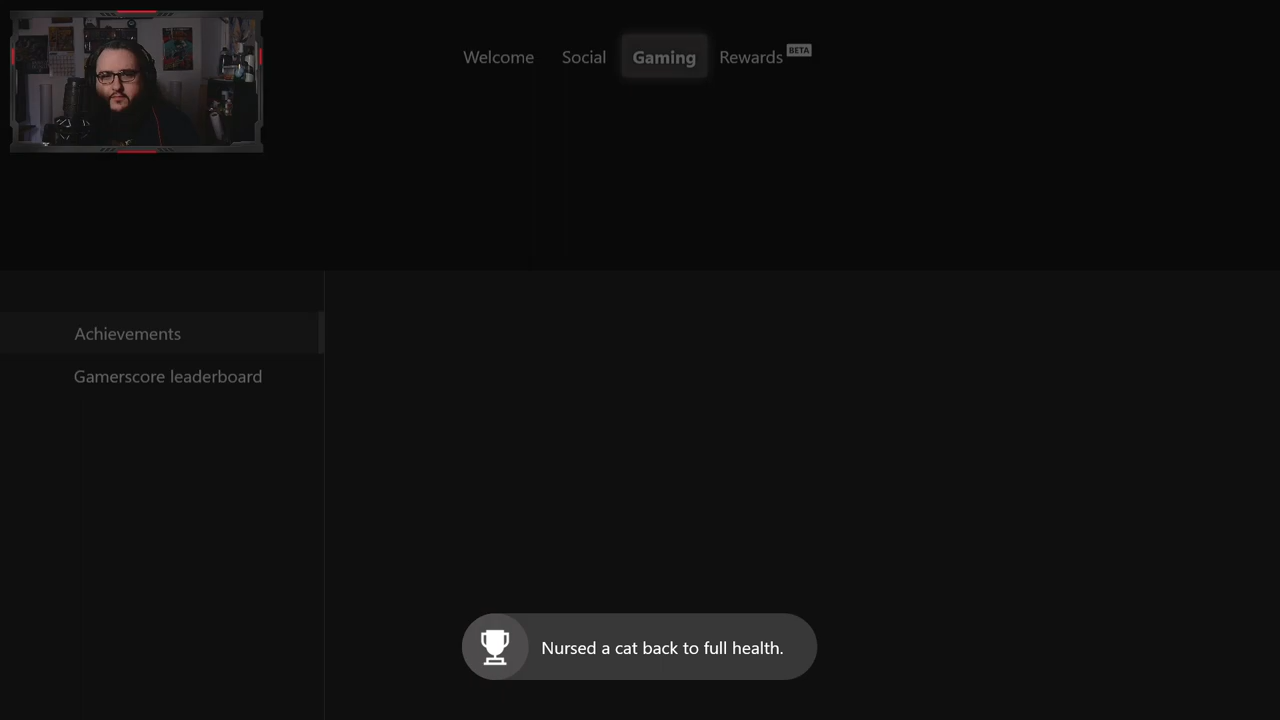 Welcome
Social
Gaming
Rewards BETA
Achievements
Gamerscore leaderboard
Nursed a cat back to full health.